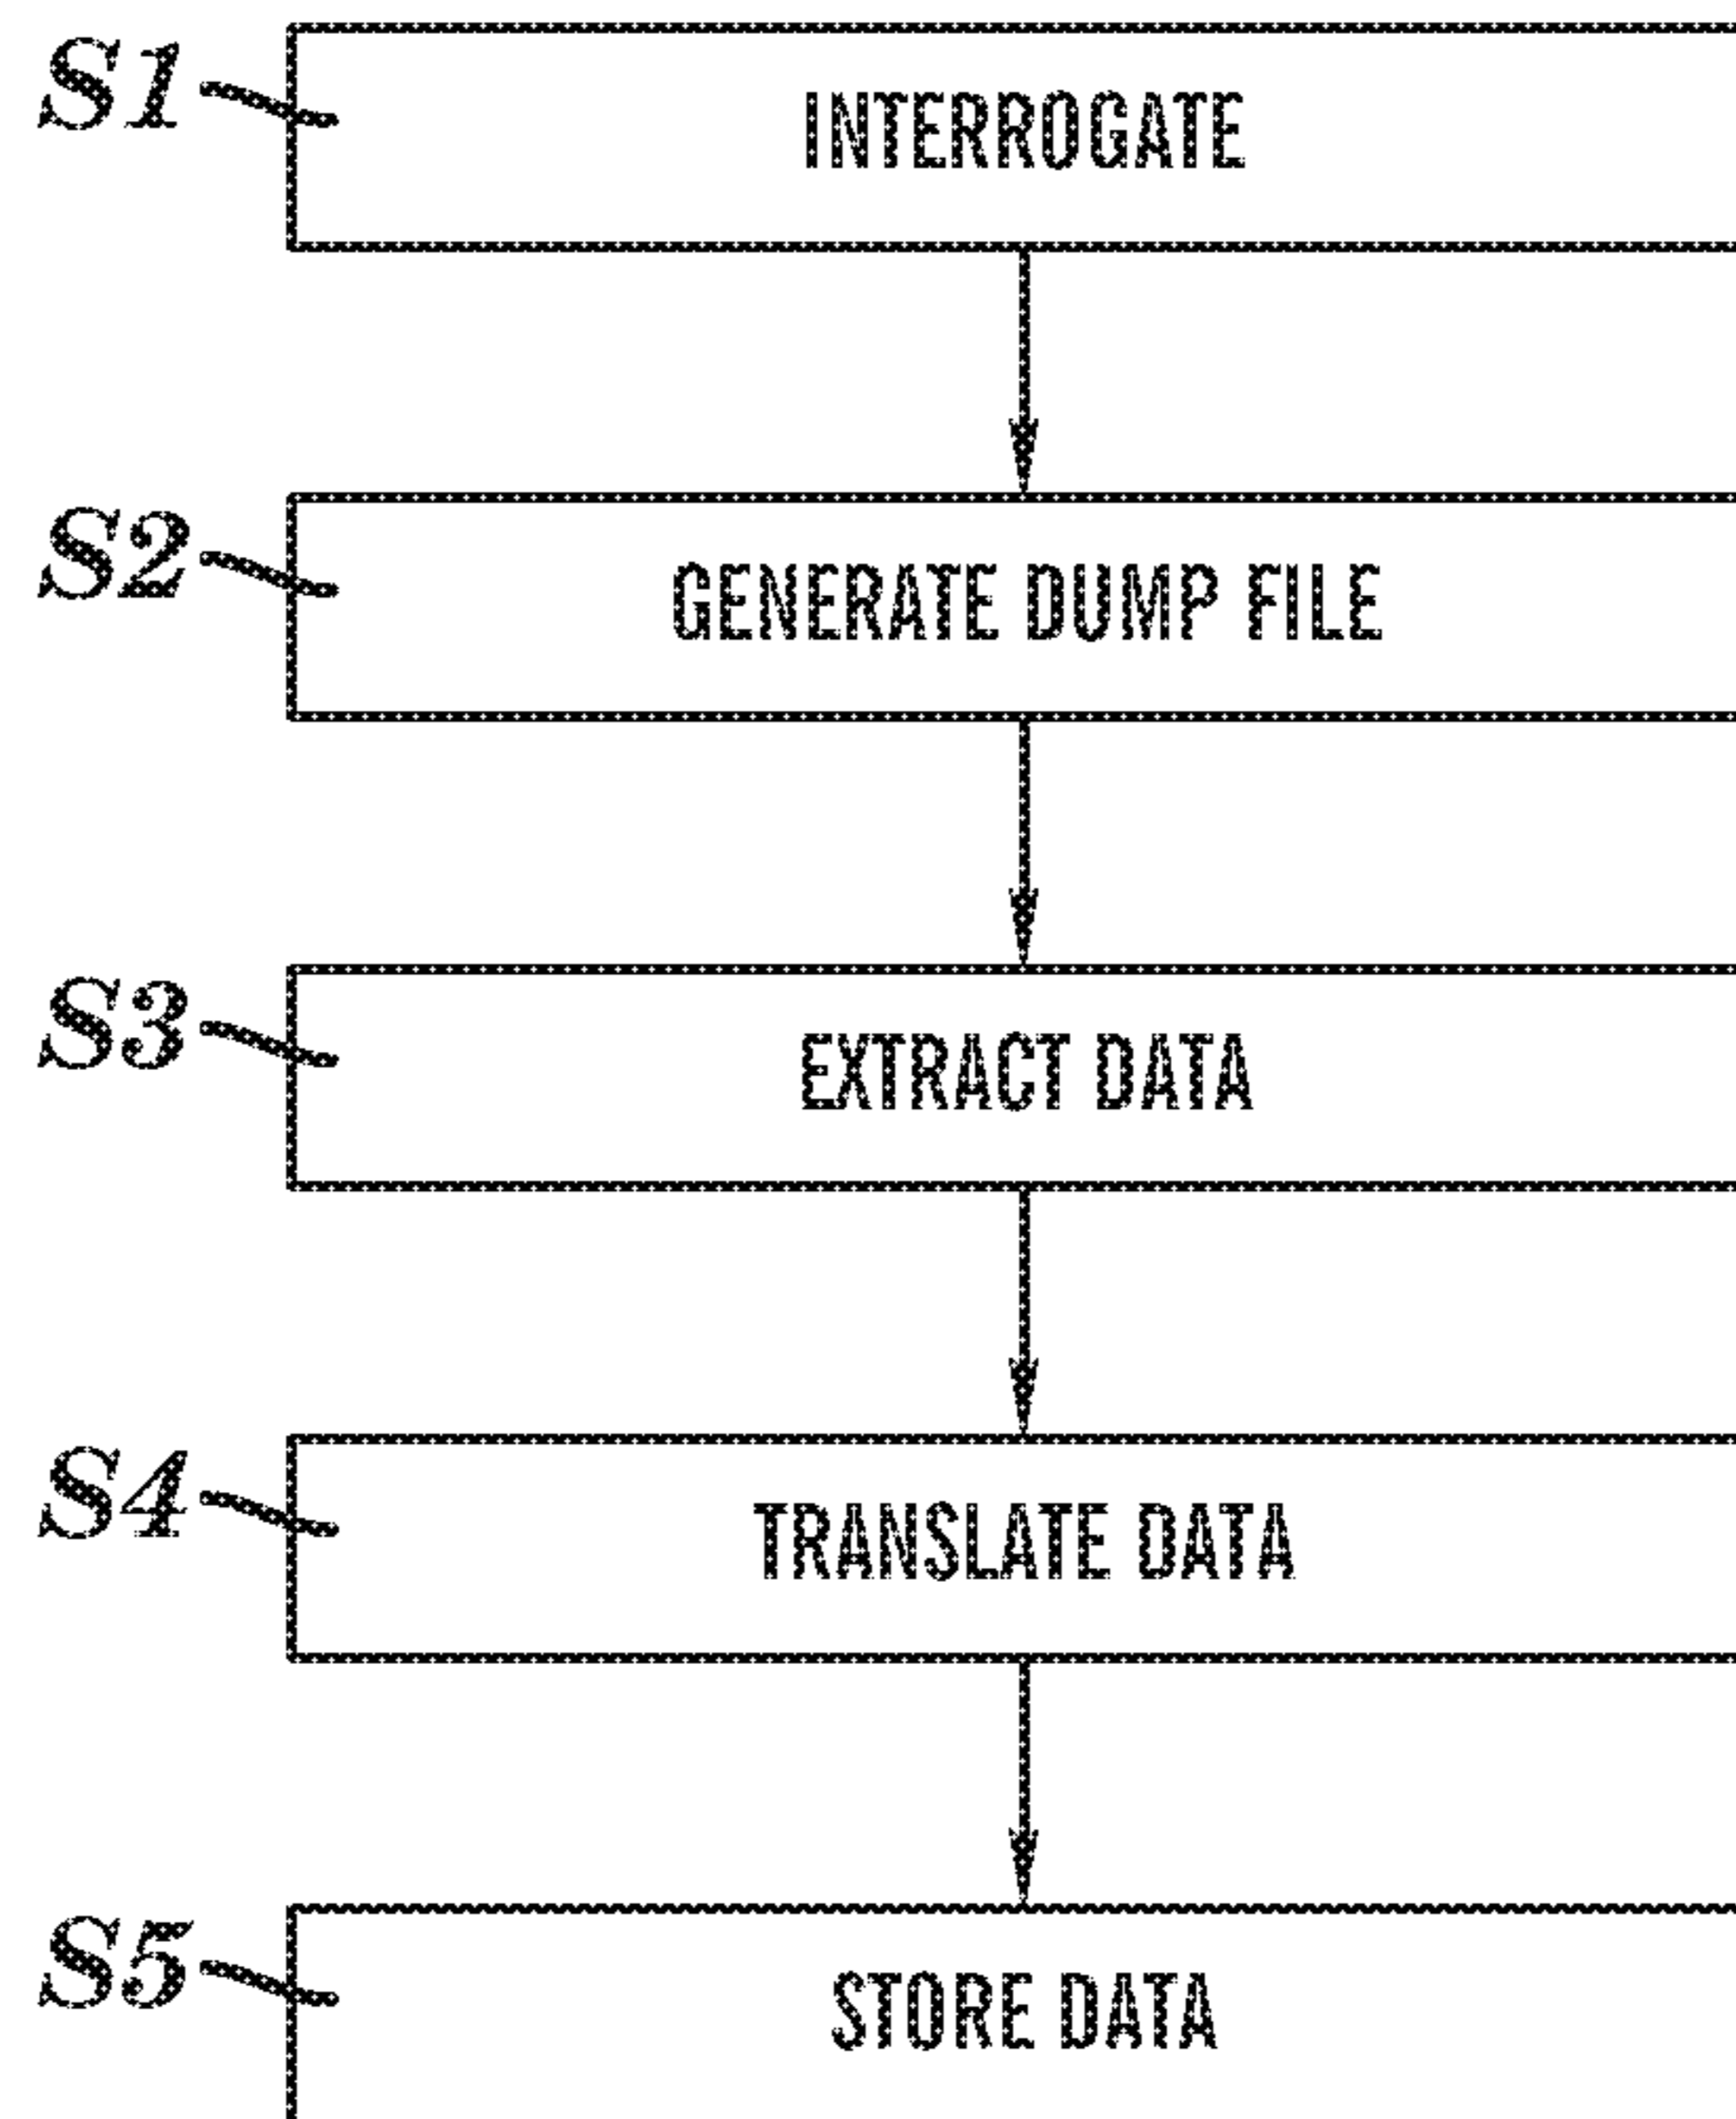 S1 INTERROGATE
S2 GENERATE DUMP FILE
S3 EXTRACT DATA
S4 TRANSLATE DATA
S5 STORE DATA